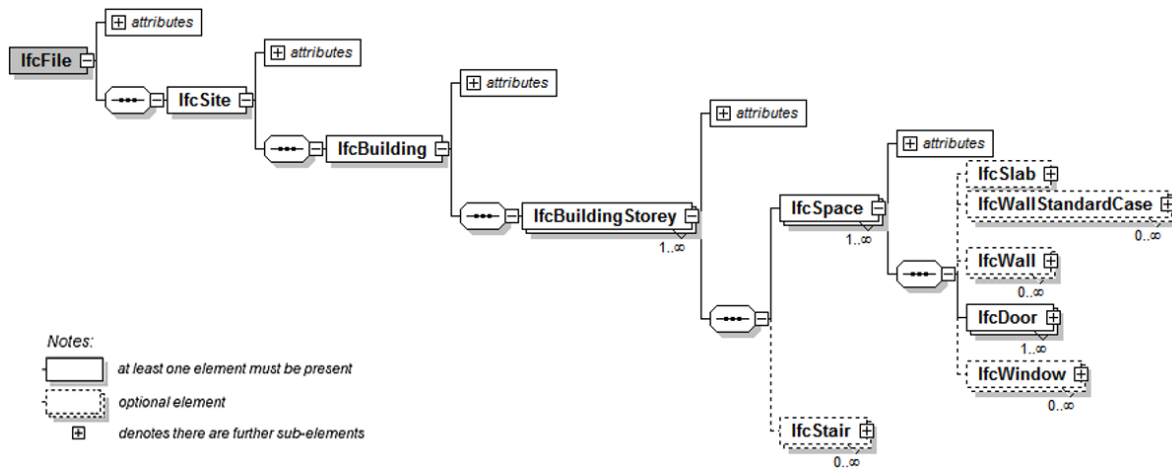 attributes
IfcFile
attributes
IfcSite
attributes
IfcBuilding
attributes
attributes
IfcSlab
IfcWallStandardCase
0..∞
IfcBuildingStorey
1..∞
IfcSpace
1..∞
IfcWall
0..∞
IfcDoor
1..∞
IfcWindow
0..∞
IfcStair
0..∞
Notes:
at least one element must be present
optional element
denotes there are further sub-elements